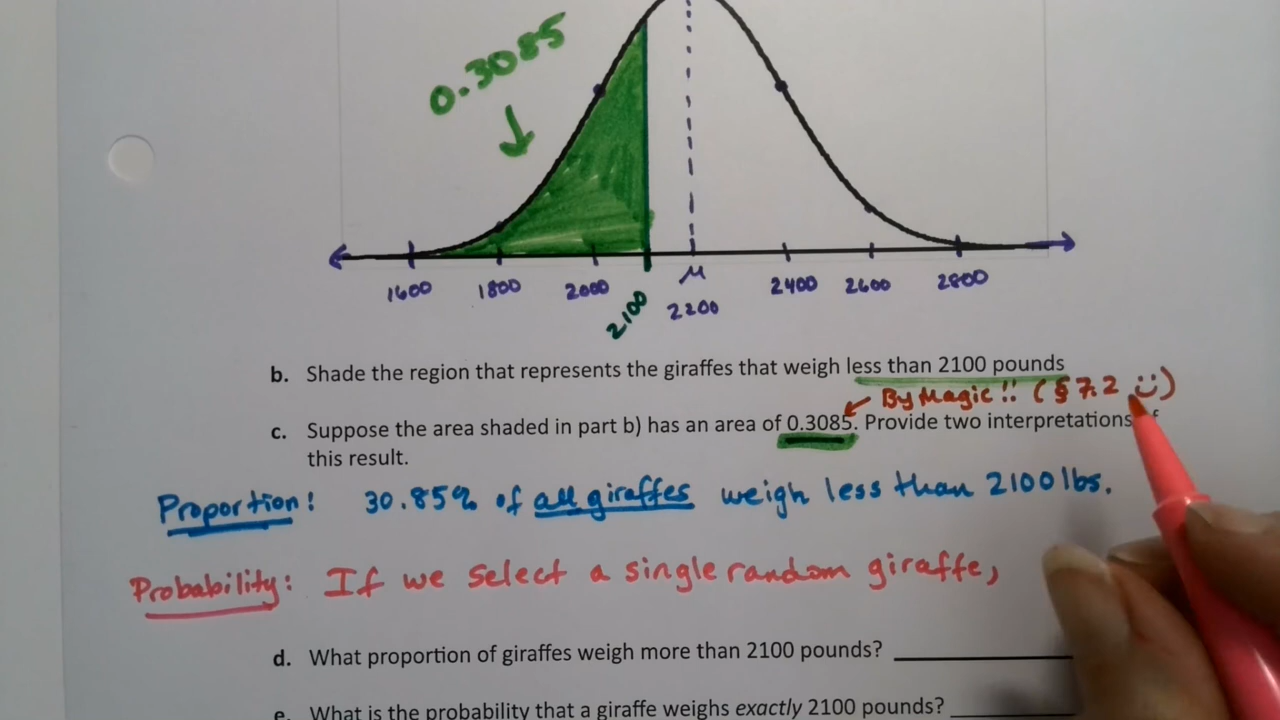 0.3085
1600 1800 2000 2100 μ 2400 2600 2800
2200
b. Shade the region that represents the giraffes that weigh less than 2100 pounds
By Magic!! (§ 7.2 :)
c. Suppose the area shaded in part b) has an area of 0.3085. Provide two interpretations of
this result.
Proportion! 30.85% of all giraffes weigh less than 2100 lbs.
Probability: If we select a single random giraffe,
d. What proportion of giraffes weigh more than 2100 pounds?
e. What is the probability that a giraffe weighs exactly 2100 pounds?